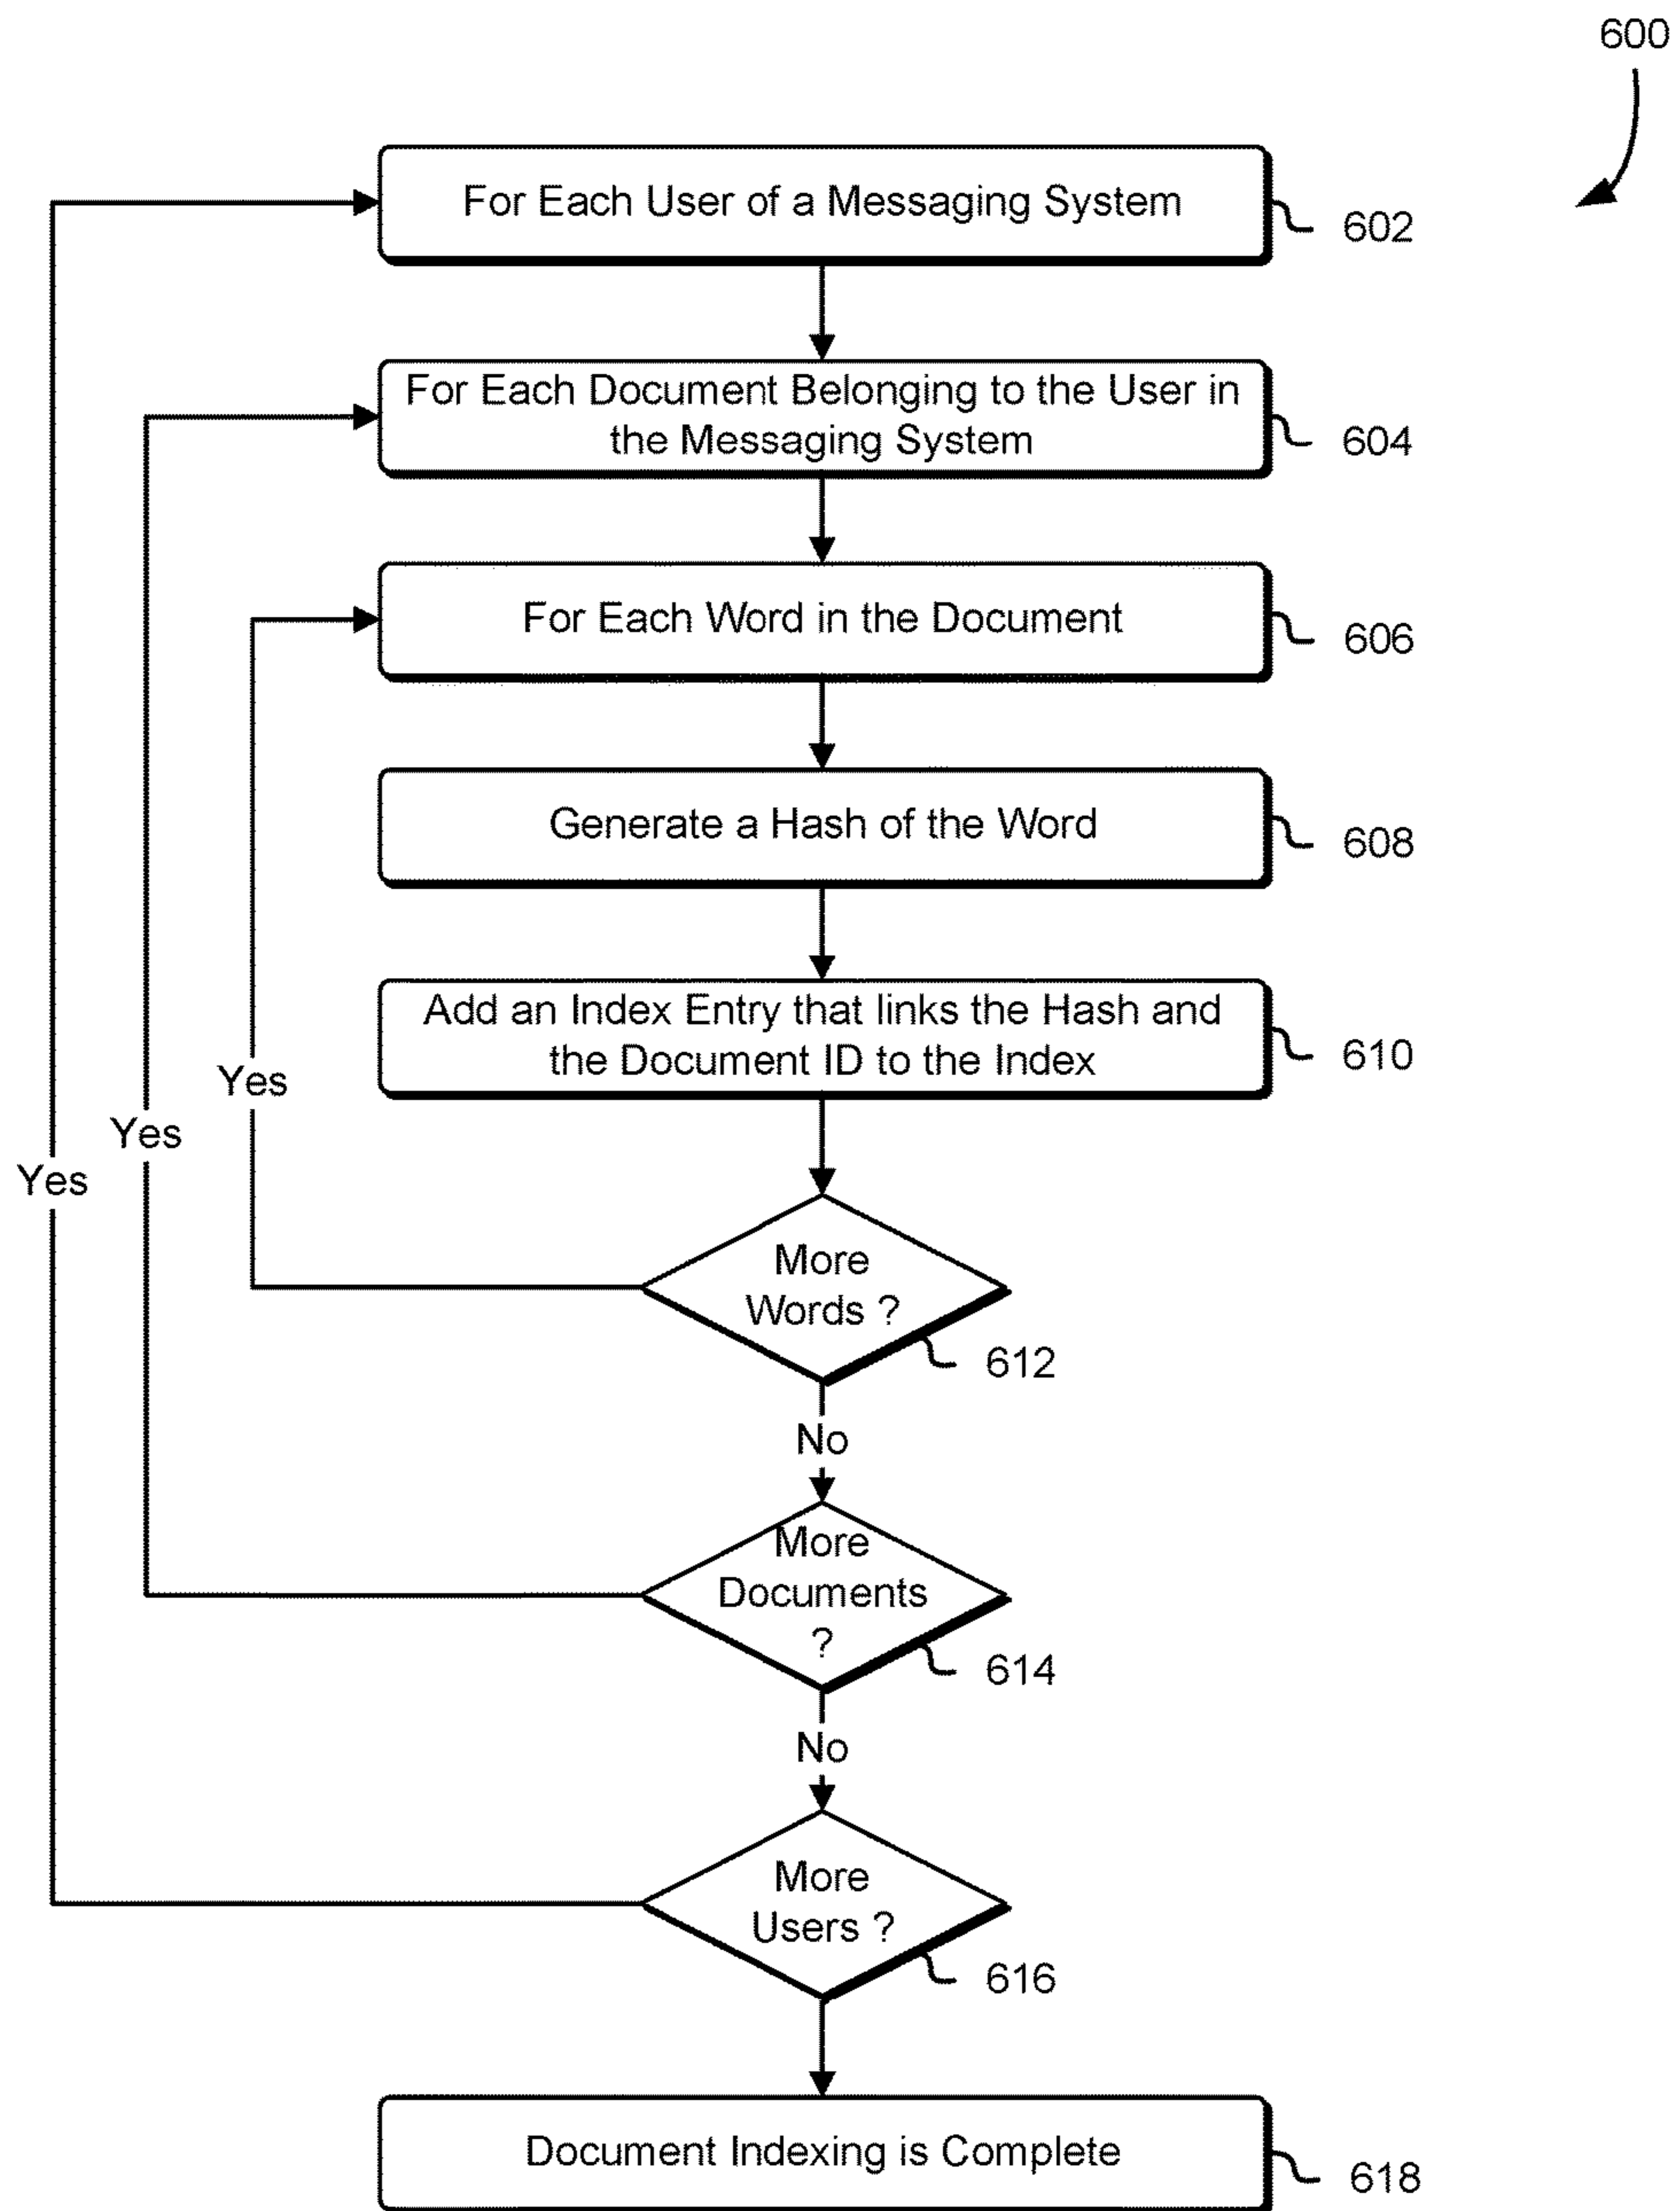 600
For Each User of a Messaging System
602
For Each Document Belonging to the User in
the Messaging System
604
For Each Word in the Document
606
Generate a Hash of the Word
608
Add an Index Entry that links the Hash and
the Document ID to the Index
610
Yes
Yes
Yes
More
Words ?
612
No
More
Documents
?
614
No
More
Users ?
616
Document Indexing is Complete
618